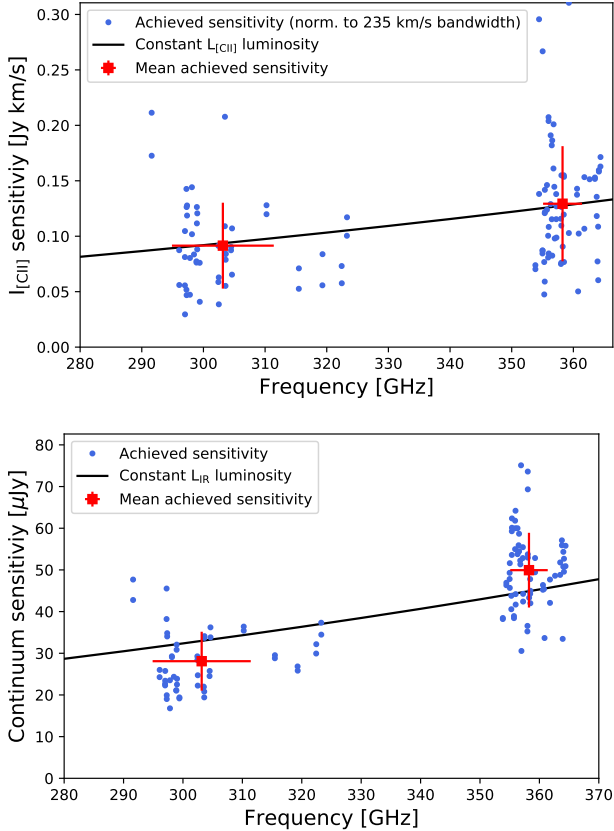 0.30
0.25
0.20
0.15
0.10
0.05
0.00
I[CII] sensitiviy [Jy km/s]
Achieved sensitivity (norm. to 235 km/s bandwidth)
Constant L[CII] luminosity
Mean achieved sensitivity
280 290 300 310 320 330 340 350 360
Frequency [GHz]
80
70
60
50
40
30
20
10
0
Continuum sensitiviy [μJy]
Achieved sensitivity
Constant LIR luminosity
Mean achieved sensitivity
280 290 300 310 320 330 340 350 360 370
Frequency [GHz]